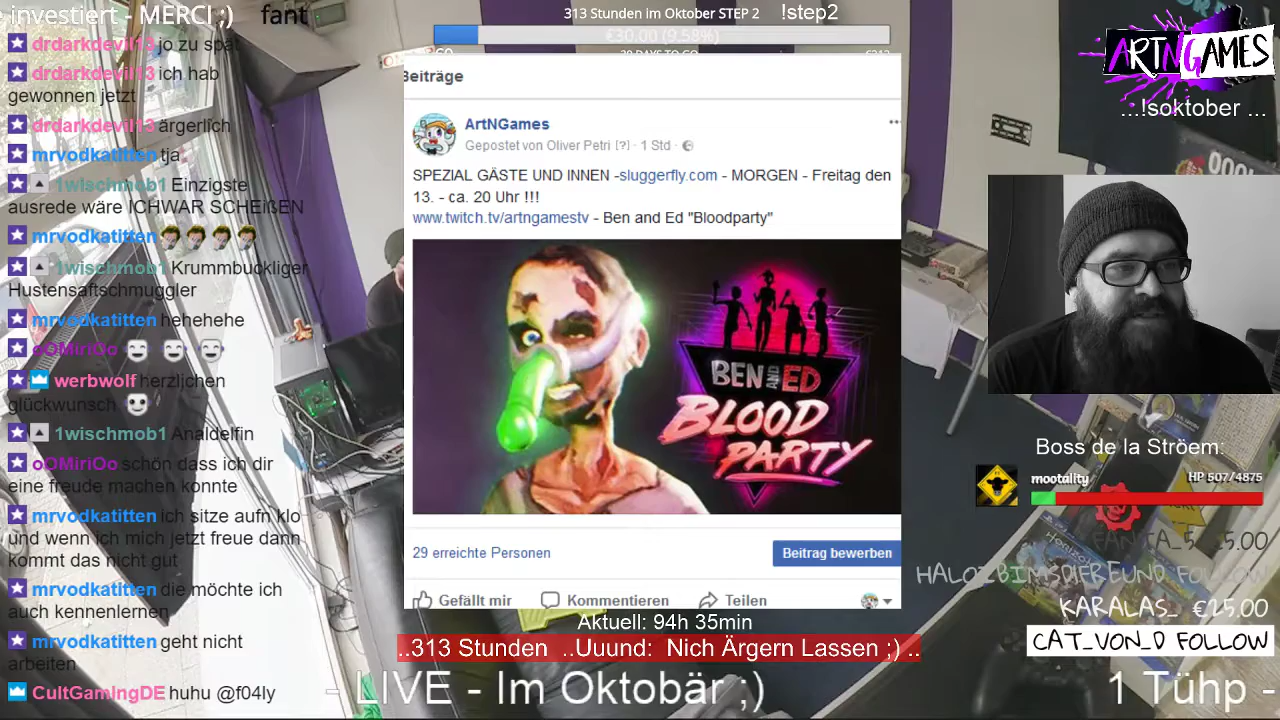 investiert - MERCI ;) fant
drdarkdevil13 jo zu spät
drdarkdevil13 ich hab
gewonnen jetzt
drdarkdevil13 ärgerlich
mrvodkatitten tja
1wischmob1 Einzigste
ausrede wäre ICHWAR SCHEißEN
mrvodkatitten
1wischmob1 Krummbuckliger
Hustensaftschmuggler
mrvodkatitten hehehehe
oOMiriOo
werbwolf herzlichen
glückwunsch
1wischmob1 Analdelfin
oOMiriOo schön dass ich dir
eine freude machen konnte
mrvodkatitten ich sitze aufn klo
und wenn ich mich jetzt freue dann
kommt das nicht gut
mrvodkatitten die möchte ich
auch kennenlernen
mrvodkatitten geht nicht
arbeiten
CultGamingDE huhu @f04ly
313 Stunden im Oktober STEP 2 !step2
€30.00 (9.58%)
Beiträge
ArtNGames
Gepostet von Oliver Petri [?] · 1 Std ·
SPEZIAL GÄSTE UND INNEN -sluggerfly.com - MORGEN - Freitag den
13. - ca. 20 Uhr !!!
www.twitch.tv/artngamestv - Ben and Ed "Bloodparty"
BEN AND ED
BLOOD
PARTY
29 erreichte Personen
Beitrag bewerben
Gefällt mir Kommentieren Teilen
Aktuell: 94h 35min
..313 Stunden ..Uuund: Nich Ärgern Lassen ;) ..
- LIVE - Im Oktobär ;) 1 Tühp -
ARTNGAMES
...!soktober ...
Boss de la Ströem:
mootality HP 507/4875
KARALAS_ €25.00
CAT_VON_D FOLLOW